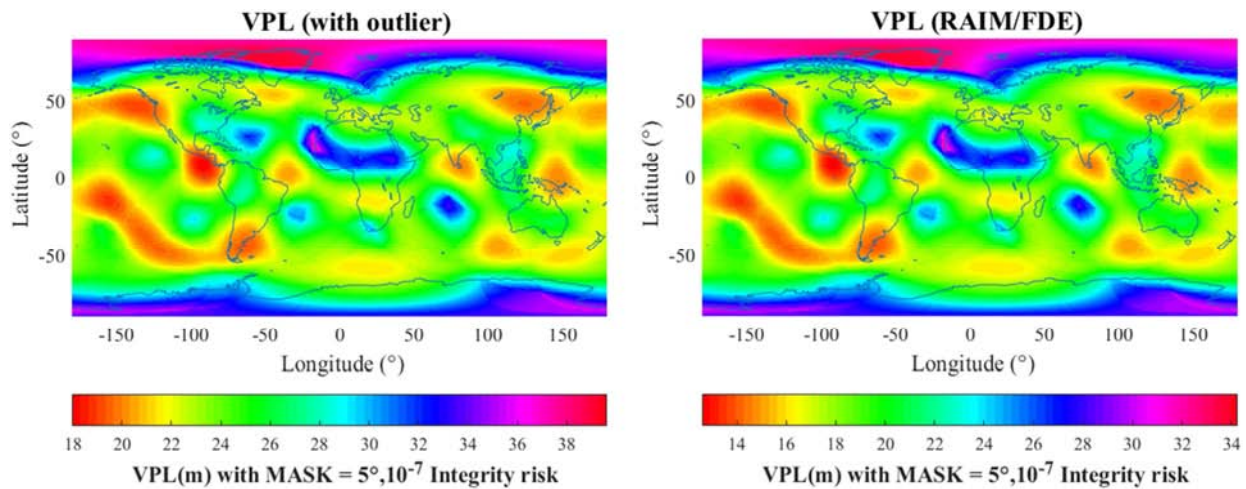 VPL (with outlier)
Latitude (°)
50
0
-50
-150 -100 -50 0 50 100 150
Longitude (°)
18 20 22 24 26 28 30 32 34 36 38
VPL(m) with MASK = 5°,10⁻⁷ Integrity risk
VPL (RAIM/FDE)
Latitude (°)
50
0
-50
-150 -100 -50 0 50 100 150
Longitude (°)
14 16 18 20 22 24 26 28 30 32 34
VPL(m) with MASK = 5°,10⁻⁷ Integrity risk